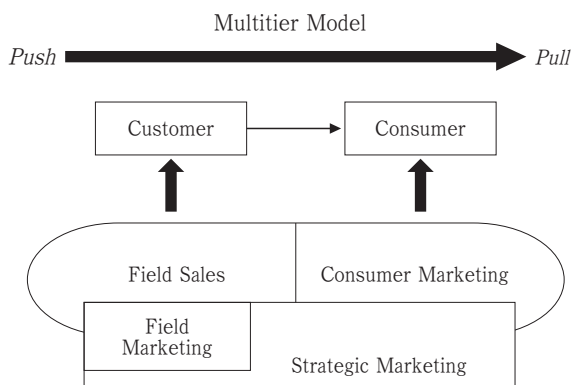 Multitier Model
Push
Pull
Customer
Consumer
Field Sales
Consumer Marketing
Field
Marketing
Strategic Marketing